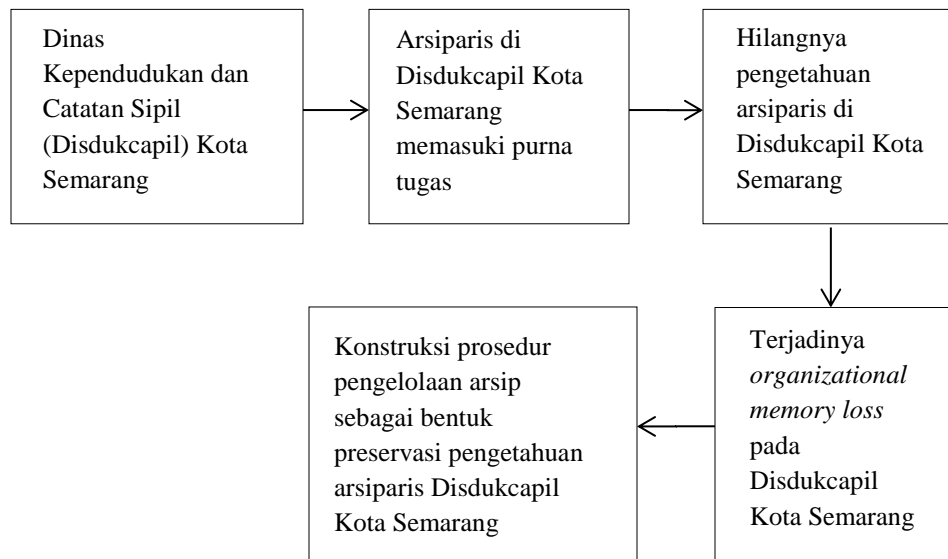 Dinas
Kependudukan dan
Catatan Sipil
(Disdukcapil) Kota
Semarang
Arsiparis di
Disdukcapil Kota
Semarang
memasuki purna
tugas
Hilangnya
pengetahuan
arsiparis di
Disdukcapil Kota
Semarang
Terjadinya
organizational
memory loss
pada
Disdukcapil
Kota Semarang
Konstruksi prosedur
pengelolaan arsip
sebagai bentuk
preservasi pengetahuan
arsiparis Disdukcapil
Kota Semarang